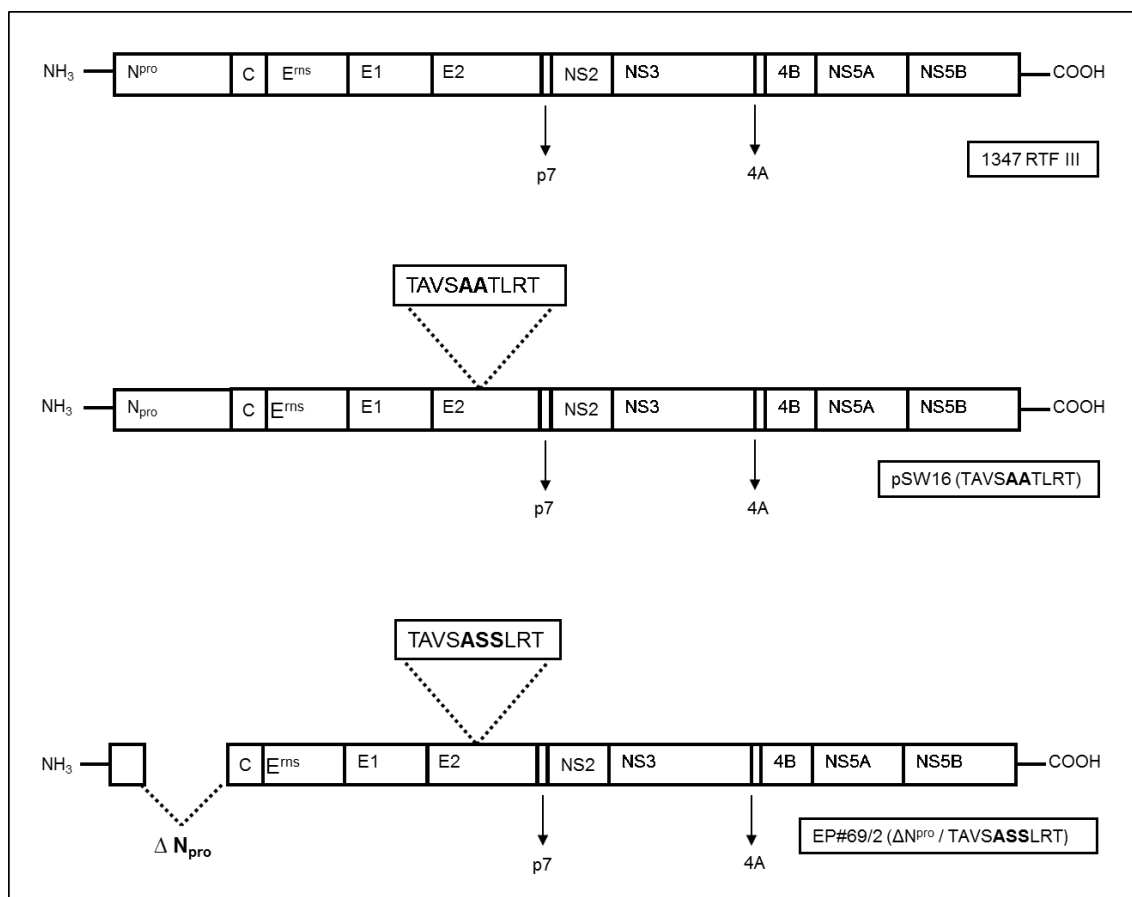 NH₃ Nᵖʳᵒ C Eʳⁿˢ E1 E2 NS2 NS3 4B NS5A NS5B COOH
p7 4A
1347 RTF III
TAVSAATLRT
NH₃ Nₚᵣₒ C Eʳⁿˢ E1 E2 NS2 NS3 4B NS5A NS5B COOH
p7 4A
pSW16 (TAVSAATLRT)
TAVSASSLRT
NH₃ C Eʳⁿˢ E1 E2 NS2 NS3 4B NS5A NS5B COOH
Δ Nₚᵣₒ
p7 4A
EP#69/2 (ΔNᵖʳᵒ / TAVSASSLRT)